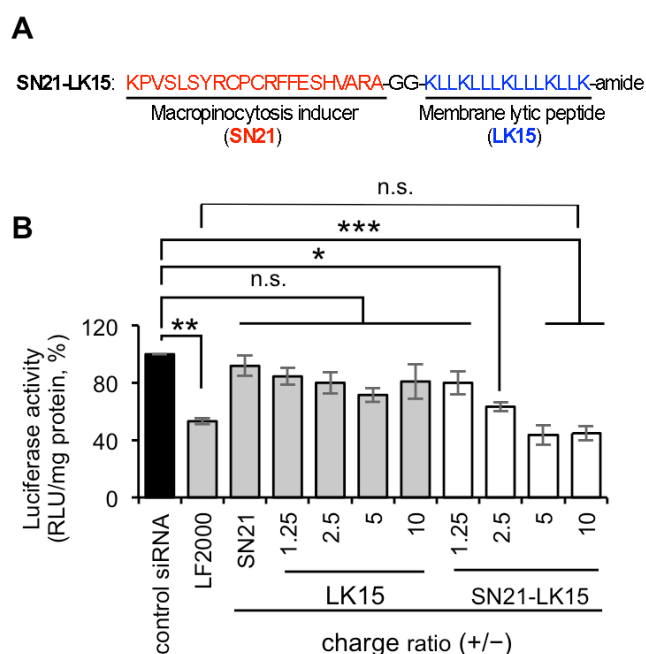 A
SN21-LK15: KPVSLSYRCPCRFFESHVARA-GG-KLLKLLLKLLLKLLK-amide
Macropinocytosis inducer Membrane lytic peptide
(SN21) (LK15)
n.s.
B
***
*
n.s.
**
Luciferase activity
(RLU/mg protein, %)
120
80
40
0
control siRNA LF2000 SN21 1.25 2.5 5 10 1.25 2.5 5 10
LK15 SN21-LK15
charge ratio (+/−)